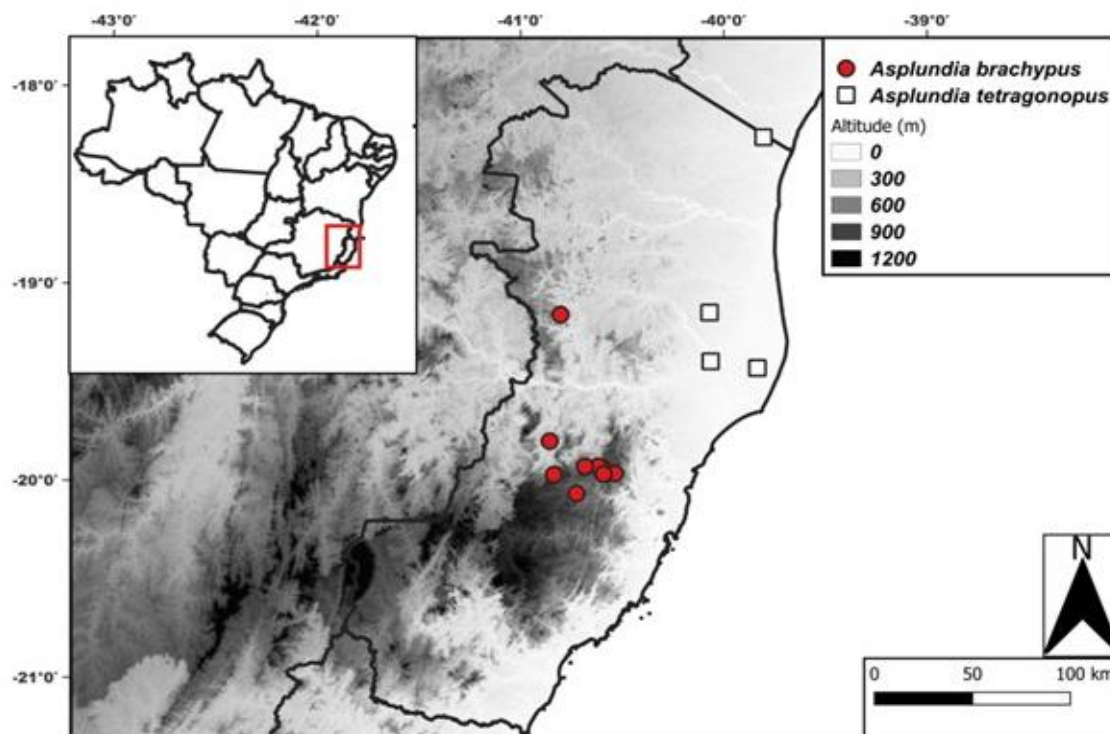 -43°0´ -42°0´ -41°0´ -40°0´ -39°0´
Asplundia brachypus
Asplundia tetragonopus
Altitude (m)
0
300
600
900
1200
-18°0´
-19°0´
-20°0´
-21°0´
N
0 50 100 km